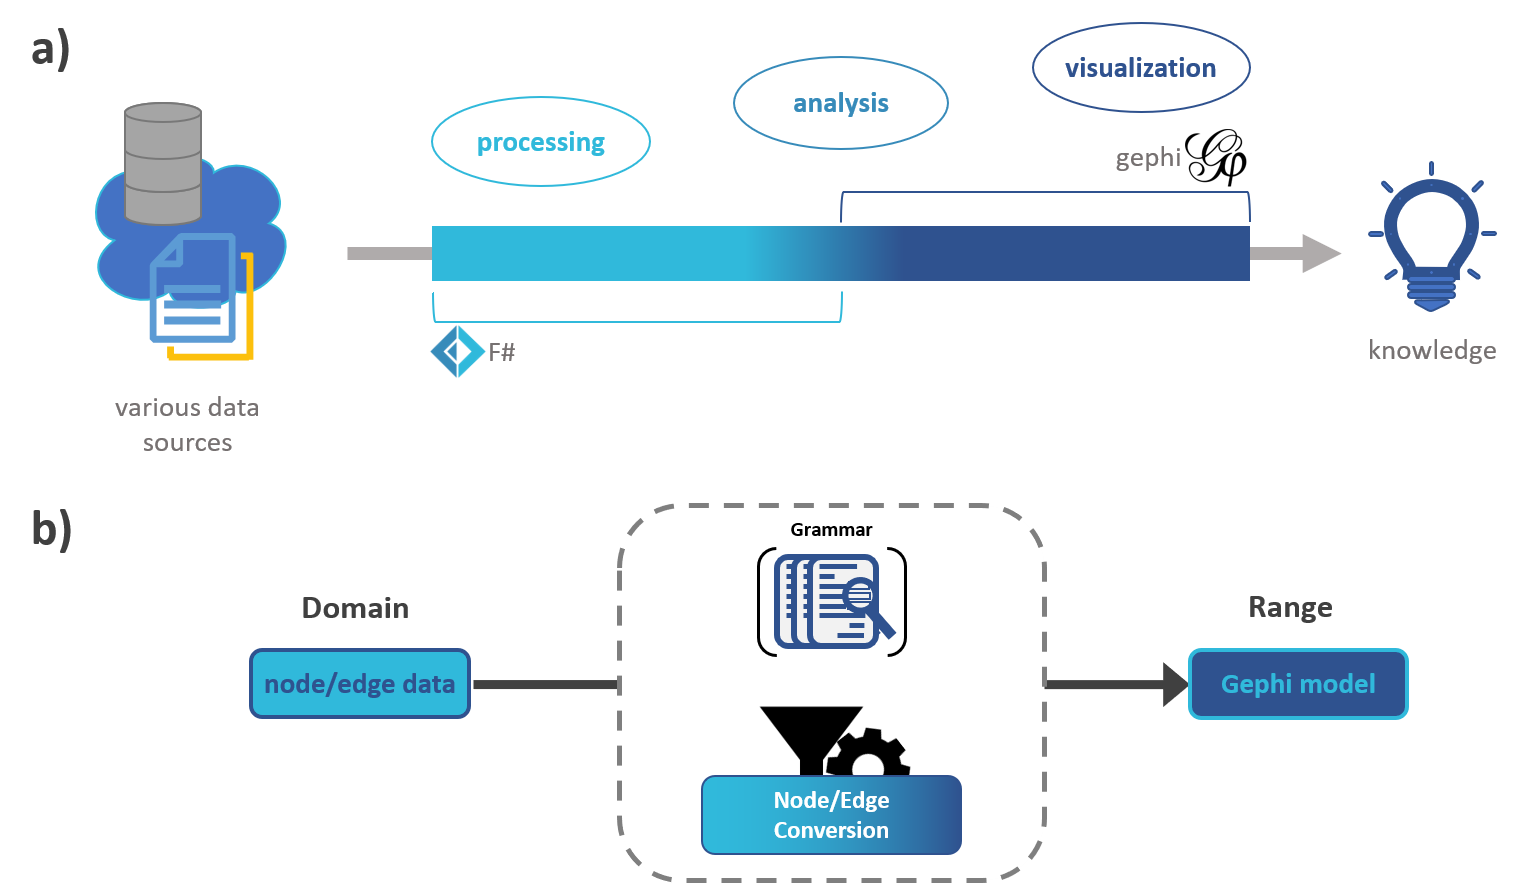 a)
visualization
analysis
processing
gephi
F#
knowledge
various data
sources
b)
Grammar
Domain
Range
node/edge data
Gephi model
Node/Edge
Conversion